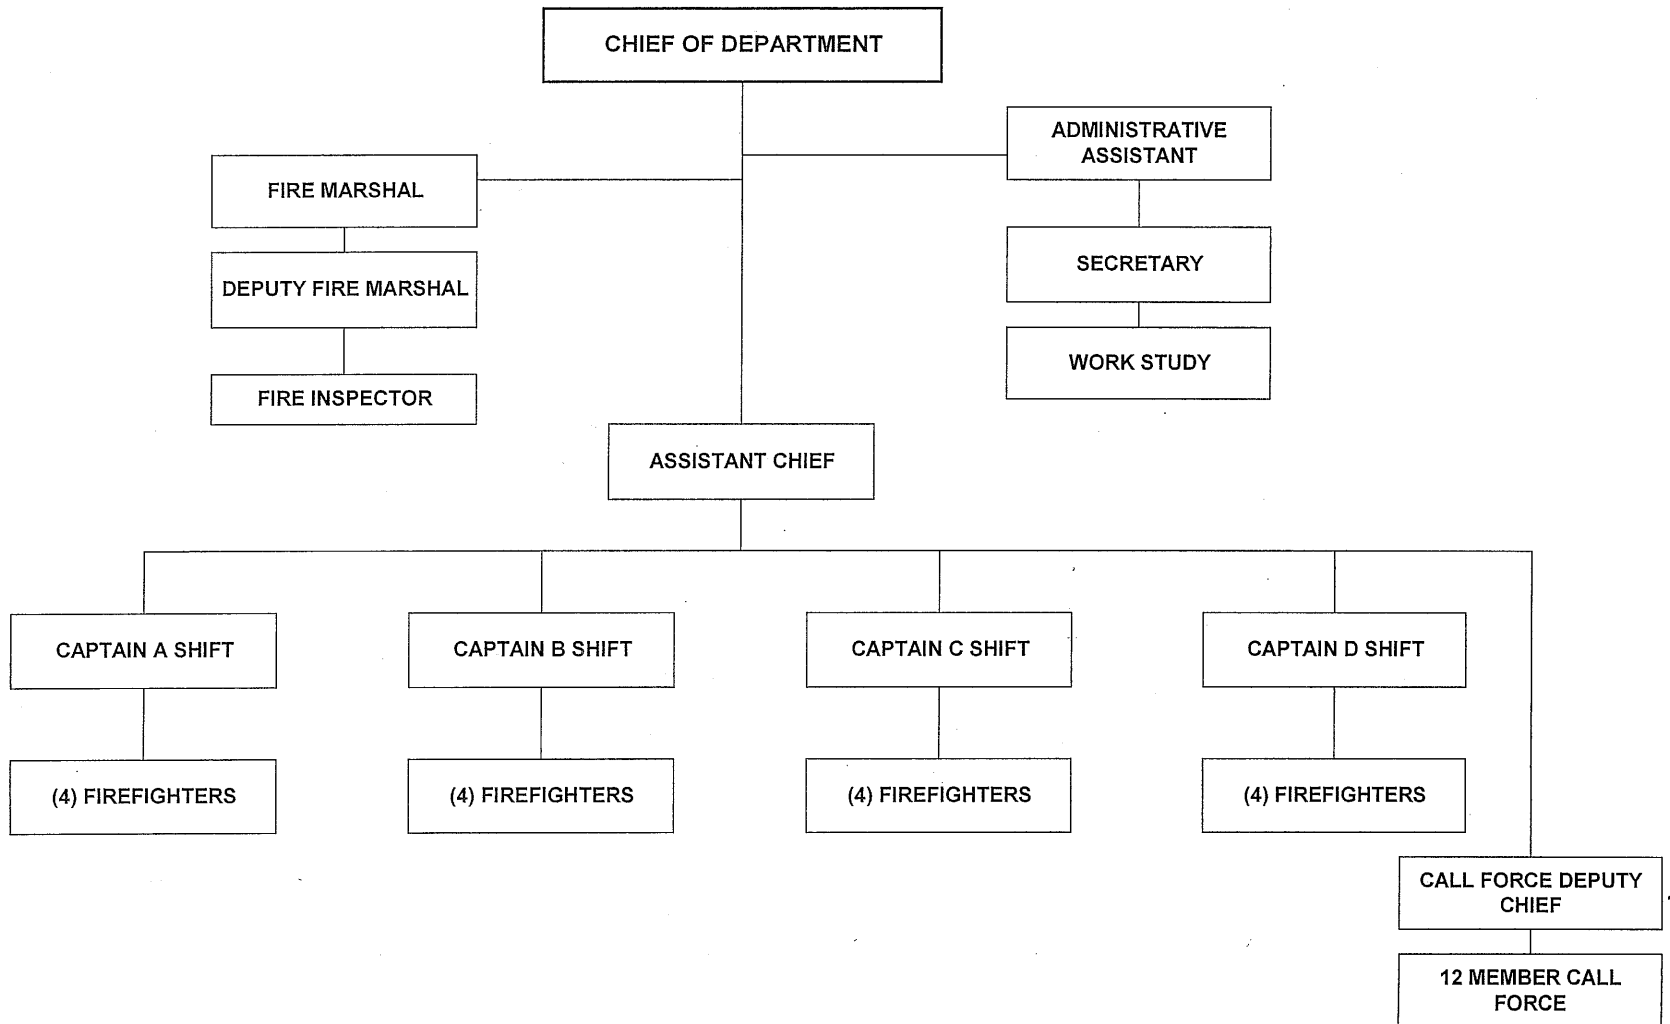 CHIEF OF DEPARTMENT
ADMINISTRATIVE
ASSISTANT
FIRE MARSHAL
SECRETARY
DEPUTY FIRE MARSHAL
WORK STUDY
FIRE INSPECTOR
ASSISTANT CHIEF
CAPTAIN A SHIFT
CAPTAIN B SHIFT
CAPTAIN C SHIFT
CAPTAIN D SHIFT
(4) FIREFIGHTERS
(4) FIREFIGHTERS
(4) FIREFIGHTERS
(4) FIREFIGHTERS
CALL FORCE DEPUTY
CHIEF
12 MEMBER CALL
FORCE